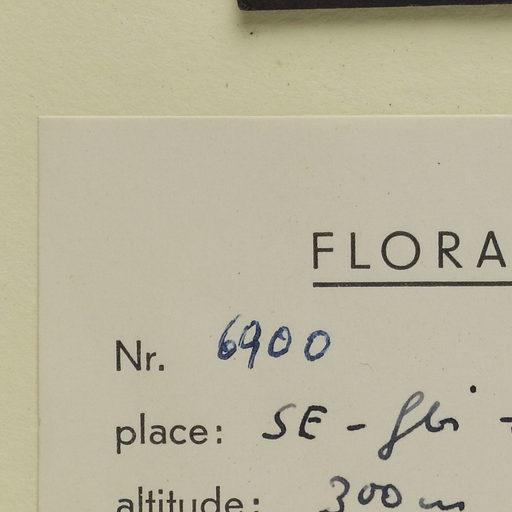 FLORA
Nr. 6900
place: SE -
altitude: 300 m